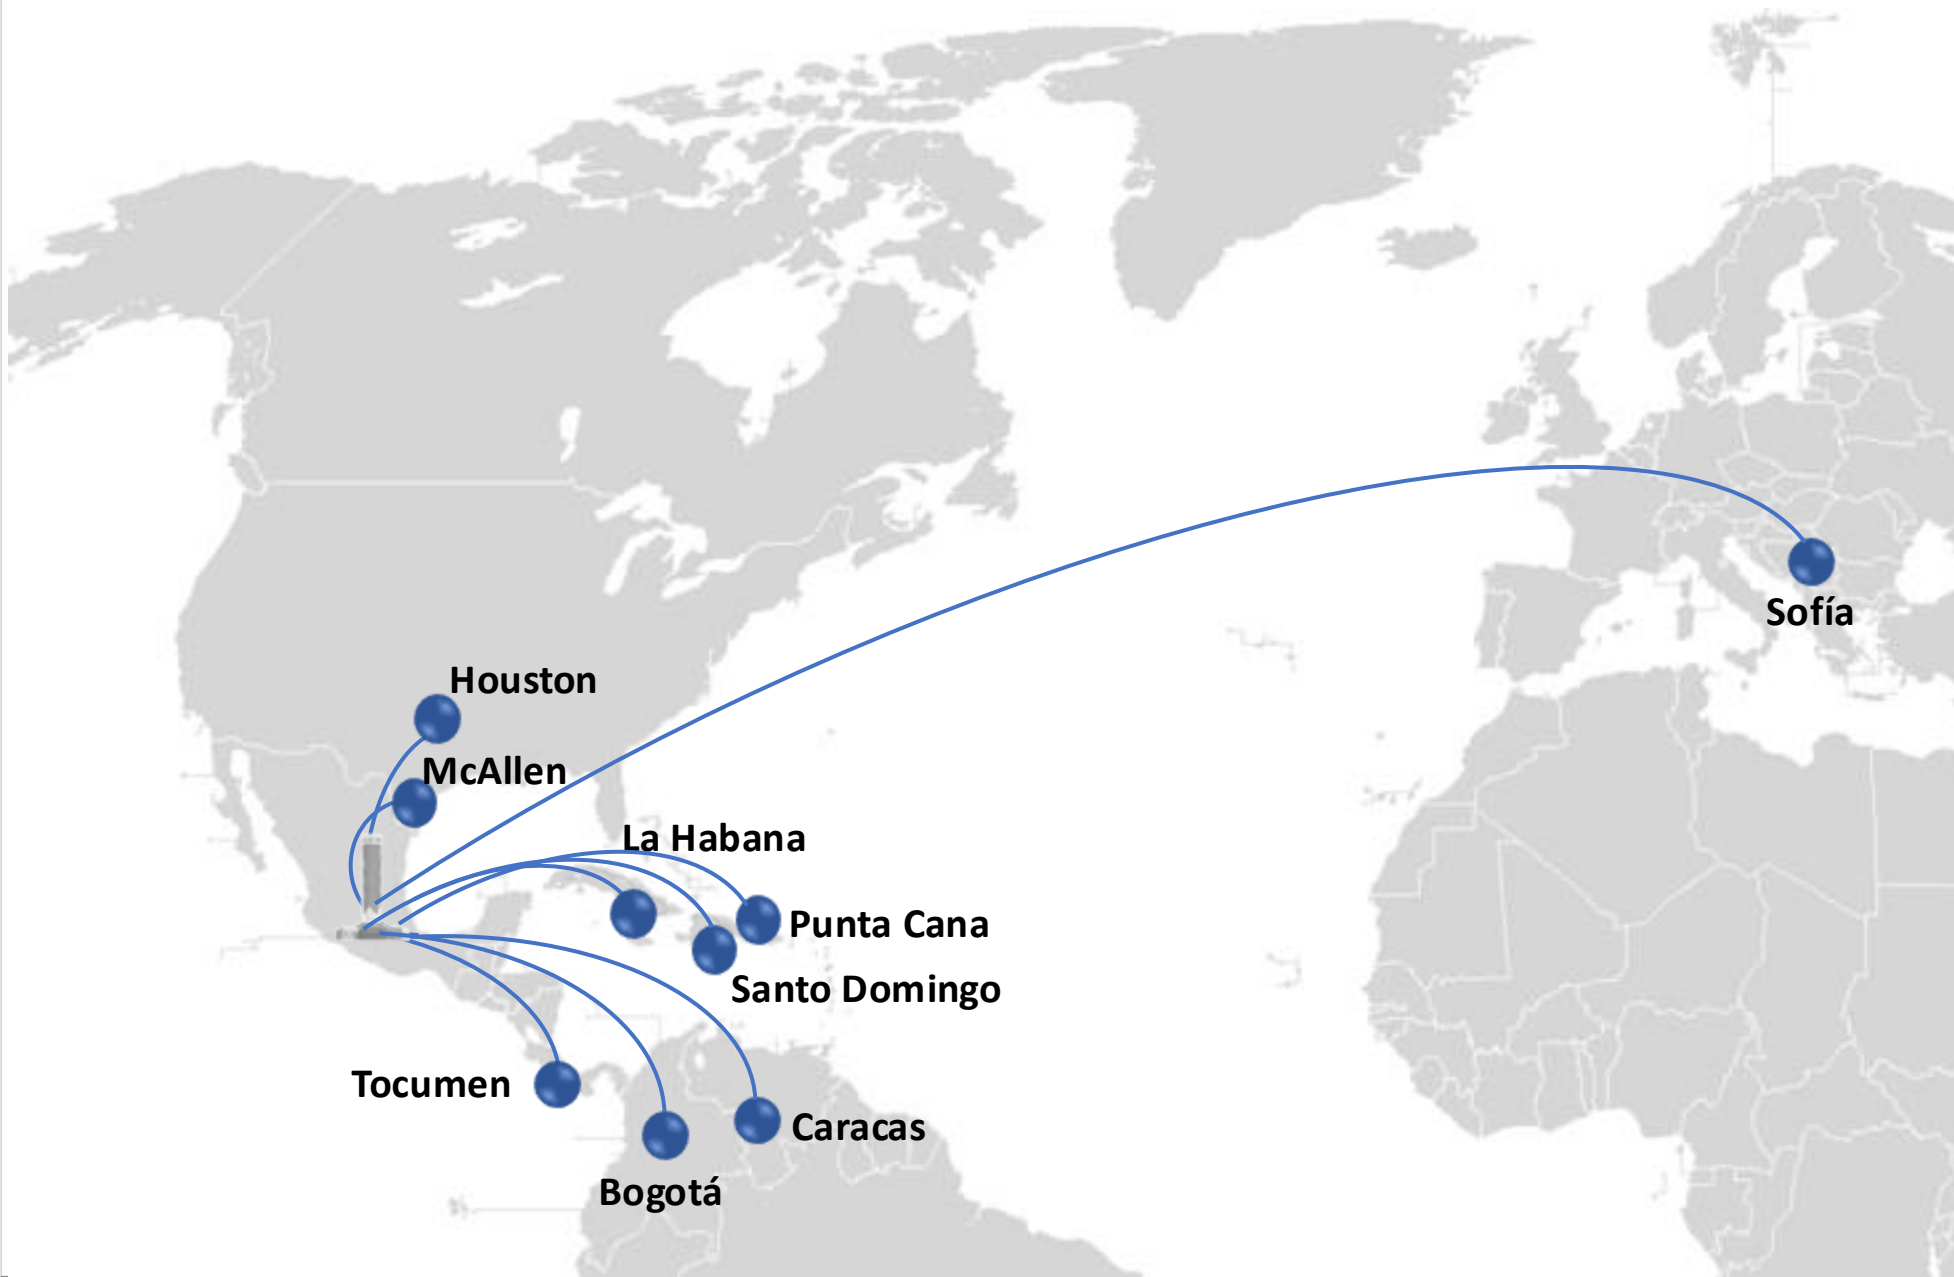 Sofía
Houston
McAllen
La Habana
Punta Cana
Santo Domingo
Tocumen
Caracas
Bogotá